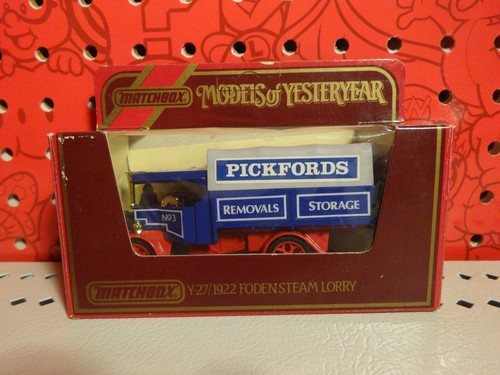 MATCHBOX MODELS of YESTERYEAR
PICKFORDS
REMOVALS STORAGE
No3
MATCHBOX Y-27/1922 FODEN STEAM LORRY